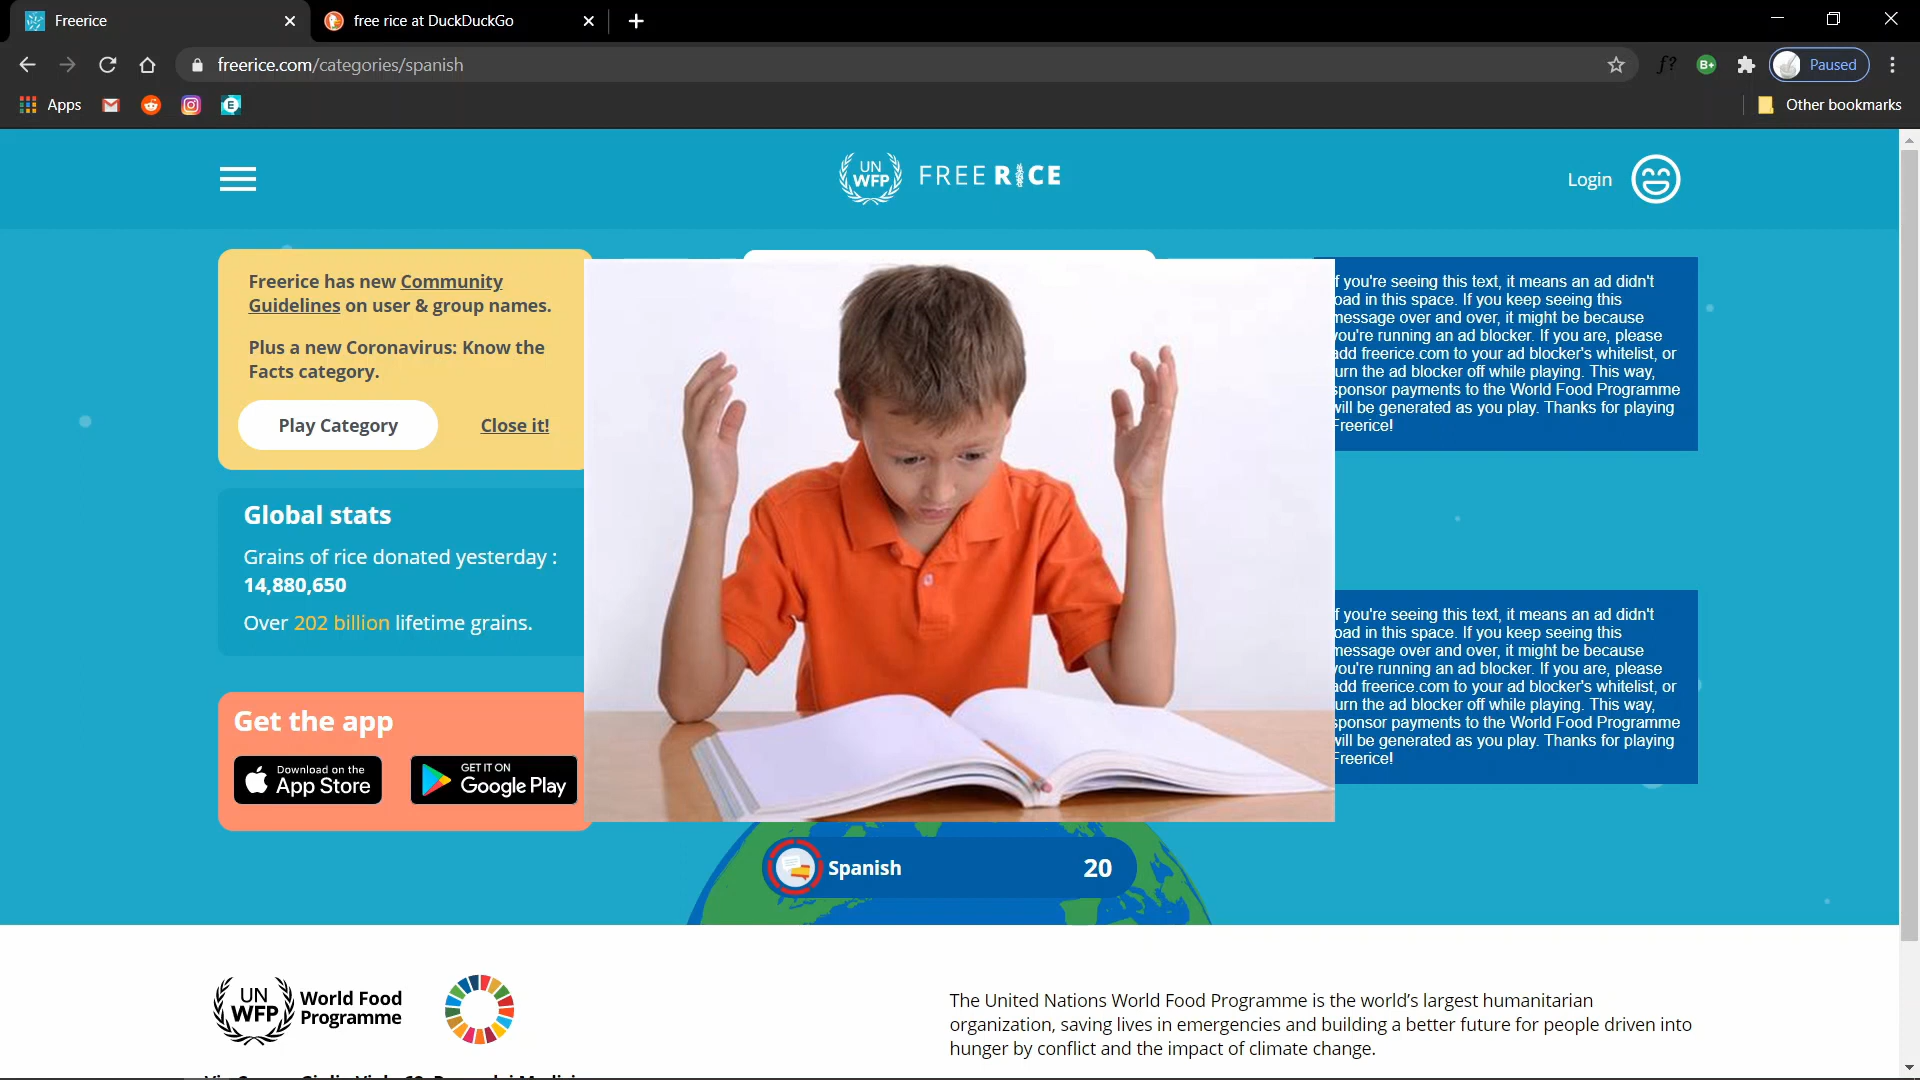 Freerice
free rice at DuckDuckGo
freerice.com/categories/spanish
f?
B+
Paused
Apps
Other bookmarks
UN
WFP
FREERICE
Login
Freerice has new Community
Guidelines on user & group names.
Plus a new Coronavirus: Know the
Facts category.
Play Category
Close it!
Global stats
Grains of rice donated yesterday :
14,880,650
Over 202 billion lifetime grains.
Get the app
Download on the
App Store
GET IT ON
Google Play
f you're seeing this text, it means an ad didn't
oad in this space. If you keep seeing this
message over and over, it might be because
you're running an ad blocker. If you are, please
add freerice.com to your ad blocker's whitelist, or
urn the ad blocker off while playing. This way,
sponsor payments to the World Food Programme
will be generated as you play. Thanks for playing
Freerice!
f you're seeing this text, it means an ad didn't
oad in this space. If you keep seeing this
message over and over, it might be because
you're running an ad blocker. If you are, please
add freerice.com to your ad blocker's whitelist, or
urn the ad blocker off while playing. This way,
sponsor payments to the World Food Programme
will be generated as you play. Thanks for playing
Freerice!
Spanish
20
UN
WFP
World Food
Programme
The United Nations World Food Programme is the world's largest humanitarian
organization, saving lives in emergencies and building a better future for people driven into
hunger by conflict and the impact of climate change.